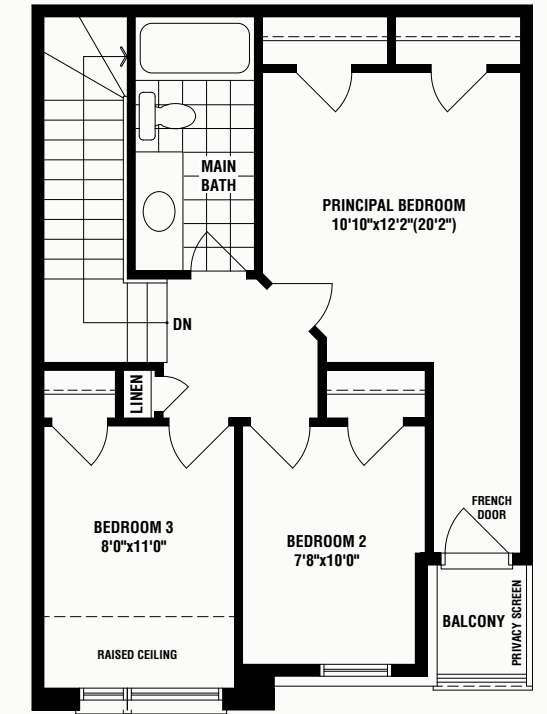 MAIN
BATH
PRINCIPAL BEDROOM
10'10"x12'2"(20'2")
DN
LINEN
BEDROOM 3
8'0"x11'0"
BEDROOM 2
7'8"x10'0"
FRENCH
DOOR
BALCONY
PRIVACY SCREEN
RAISED CEILING